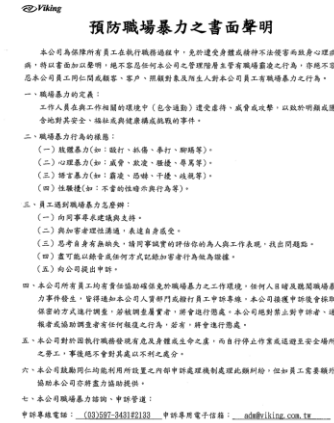 Viking
預防職場暴力之書面聲明
本公司為保障所有員工在執行職務過程中，免於遭受身體或精神不法侵害而致身心理疾
病，特以書面加以聲明，絕不容忍任何本公司之管理階層主管有職場霸凌之行為，亦絕不容
忍本公司員工同仁間或顧客、客戶、照顧對象及陌生人對本公司員工有職場暴力之行為。
一、職場暴力的定義：
工作人員在與工作相關的環境中（包含通勤）遭受虐待、威脅或攻擊，以致於明顯或隱
含地對其安全、福祉或與健康構成挑戰的事件。
二、職場暴力行為的樣態：
（一）肢體暴力(如：毆打、抓傷、拳打、腳踢等)。
（二）心理暴力(如：威脅、欺凌、騷擾、辱罵等)。
（三）語言暴力(如：霸凌、恐嚇、干擾、歧視等)。
（四）性騷擾(如：不當的性暗示與行為等)。
三、員工遇到職場暴力怎麼辦：
（一）向同事尋求建議與支持。
（二）與加害者理性溝通，表達自身感受。
（三）思考自身有無缺失，請同事誠實的評估你的為人與工作表現，找出問題點。
（四）盡可能以錄音或任何方式記錄加害者行為做為證據。
（五）向公司提出申訴。
四、本公司所有員工均有責任協助確保免於職場暴力之工作環境，任何人目睹及聽聞職場暴
力事件發生，皆得通知本公司人資部門或撥打員工申訴專線，本公司接獲申訴後會採取
保密的方式進行調查，若被調查屬實者，將會進行懲處。本公司絕對禁止對申訴者、通
報者或協助調查者有任何報復之行為，若有，將會進行懲處。
五、本公司對於因執行職務發現有危及身體或生命之虞，而自行停止作業或退避至安全場所
之勞工，事後絕不會對其處以不利之處分。
六、本公司鼓勵同仁均能利用所設置之內部申訴處理機制處理此類糾紛，但如員工需要額外
協助本公司亦將盡力協助提供。
七、本公司職場暴力諮詢、申訴管道：
申訴專線電話： (03)597-3431#2133 申訴專用電子信箱： adm@viking.com.tw